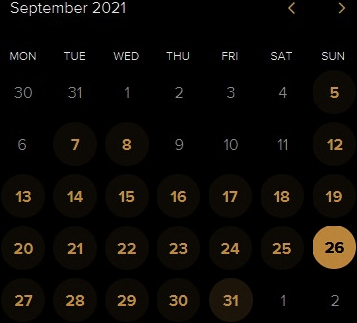 September 2021
MON TUE WED THU FRI SAT SUN
30 31 1 2 3 4 5
6 7 8 9 10 11 12
13 14 15 16 17 18 19
20 21 22 23 24 25 26
27 28 29 30 31 1 2